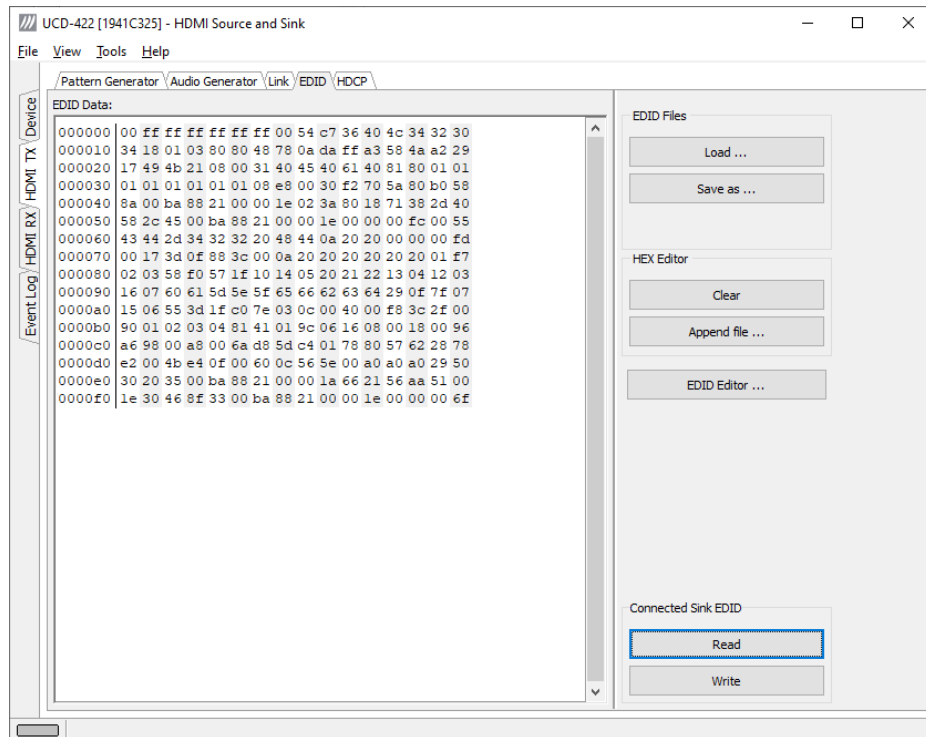 UCD-422 [1941C325] - HDMI Source and Sink
File View Tools Help
Pattern Generator Audio Generator Link EDID HDCP
Device
HDMI TX
HDMI RX
Event Log
EDID Data:
000000 00 ff ff ff ff ff ff 00 54 c7 36 40 4c 34 32 30
000010 34 18 01 03 80 80 48 78 0a da ff a3 58 4a a2 29
000020 17 49 4b 21 08 00 31 40 45 40 61 40 81 80 01 01
000030 01 01 01 01 01 01 08 e8 00 30 f2 70 5a 80 b0 58
000040 8a 00 ba 88 21 00 00 1e 02 3a 80 18 71 38 2d 40
000050 58 2c 45 00 ba 88 21 00 00 1e 00 00 00 fc 00 55
000060 43 44 2d 34 32 32 20 48 44 0a 20 20 00 00 00 fd
000070 00 17 3d 0f 88 3c 00 0a 20 20 20 20 20 20 01 f7
000080 02 03 58 f0 57 1f 10 14 05 20 21 22 13 04 12 03
000090 16 07 60 61 5d 5e 5f 65 66 62 63 64 29 0f 7f 07
0000a0 15 06 55 3d 1f c0 7e 03 0c 00 40 00 f8 3c 2f 00
0000b0 90 01 02 03 04 81 41 01 9c 06 16 08 00 18 00 96
0000c0 a6 98 00 a8 00 6a d8 5d c4 01 78 80 57 62 28 78
0000d0 e2 00 4b e4 0f 00 60 0c 56 5e 00 a0 a0 a0 29 50
0000e0 30 20 35 00 ba 88 21 00 00 1a 66 21 56 aa 51 00
0000f0 1e 30 46 8f 33 00 ba 88 21 00 00 1e 00 00 00 6f
EDID Files
Load ...
Save as ...
HEX Editor
Clear
Append file ...
EDID Editor ...
Connected Sink EDID
Read
Write